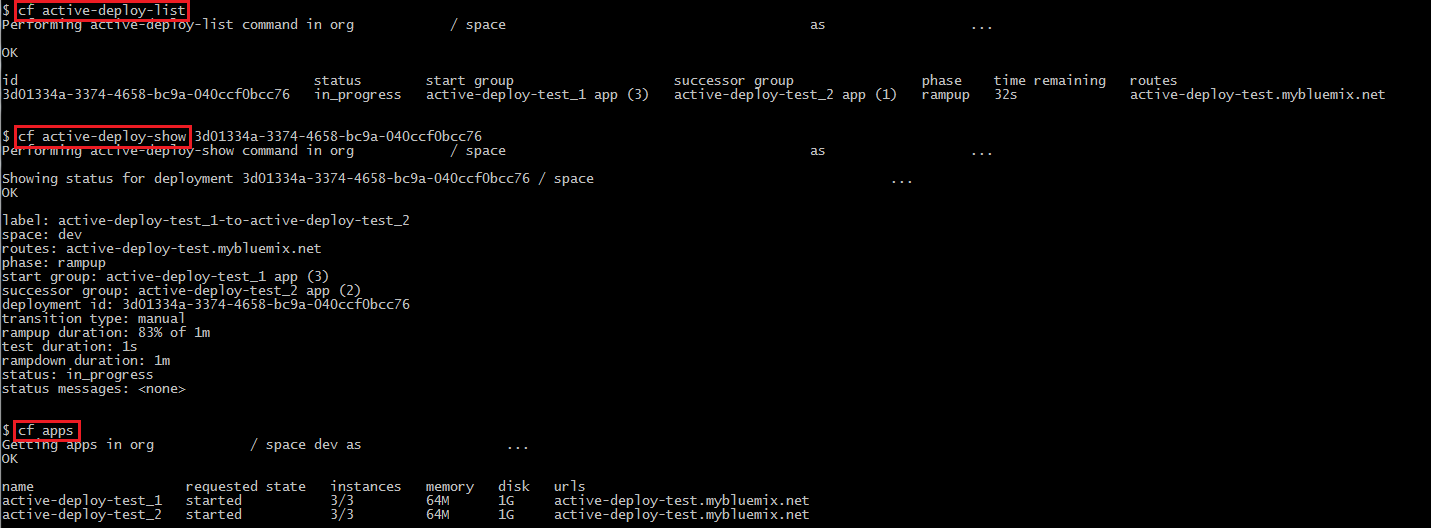 $ cf active-deploy-list
Performing active-deploy-list command in org / space as ...
OK
id status start group successor group phase time remaining routes
3d01334a-3374-4658-bc9a-040ccf0bcc76 in_progress active-deploy-test_1 app (3) active-deploy-test_2 app (1) rampup 32s active-deploy-test.mybluemix.net
$ cf active-deploy-show 3d01334a-3374-4658-bc9a-040ccf0bcc76
Performing active-deploy-show command in org / space as ...
Showing status for deployment 3d01334a-3374-4658-bc9a-040ccf0bcc76 / space ...
OK
label: active-deploy-test_1-to-active-deploy-test_2
space: dev
routes: active-deploy-test.mybluemix.net
phase: rampup
start group: active-deploy-test_1 app (3)
successor group: active-deploy-test_2 app (2)
deployment id: 3d01334a-3374-4658-bc9a-040ccf0bcc76
transition type: manual
rampup duration: 83% of 1m
test duration: 1s
rampdown duration: 1m
status: in_progress
status messages: <none>
$ cf apps
Getting apps in org / space dev as ...
OK
name requested state instances memory disk urls
active-deploy-test_1 started 3/3 64M 1G active-deploy-test.mybluemix.net
active-deploy-test_2 started 3/3 64M 1G active-deploy-test.mybluemix.net